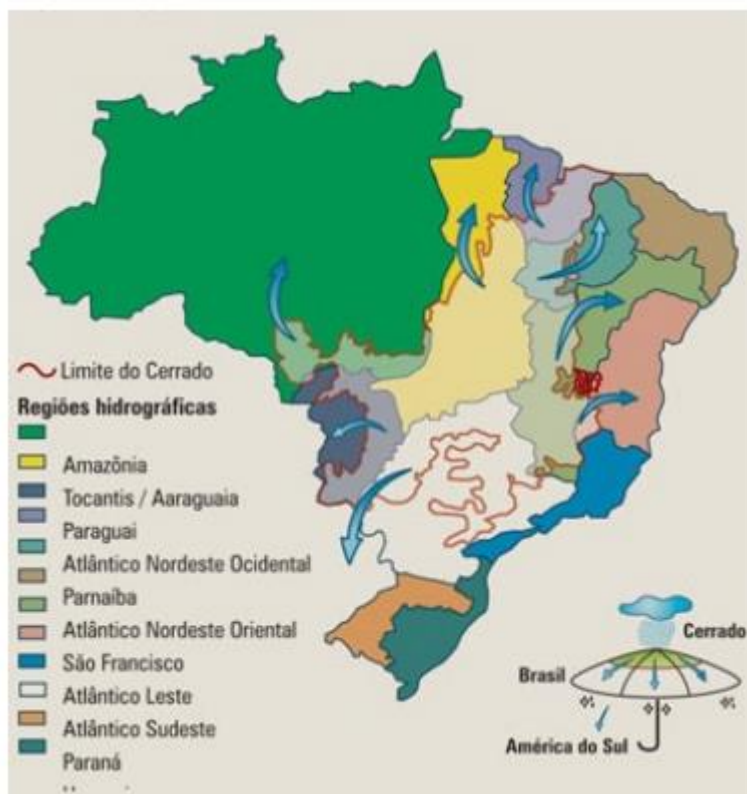 Limite do Cerrado
Regiões hidrográficas
Amazônia
Tocantis / Aaraguaia
Paraguai
Atlântico Nordeste Ocidental
Parnaíba
Atlântico Nordeste Oriental
São Francisco
Atlântico Leste
Atlântico Sudeste
Paraná
Cerrado
Brasil
América do Sul